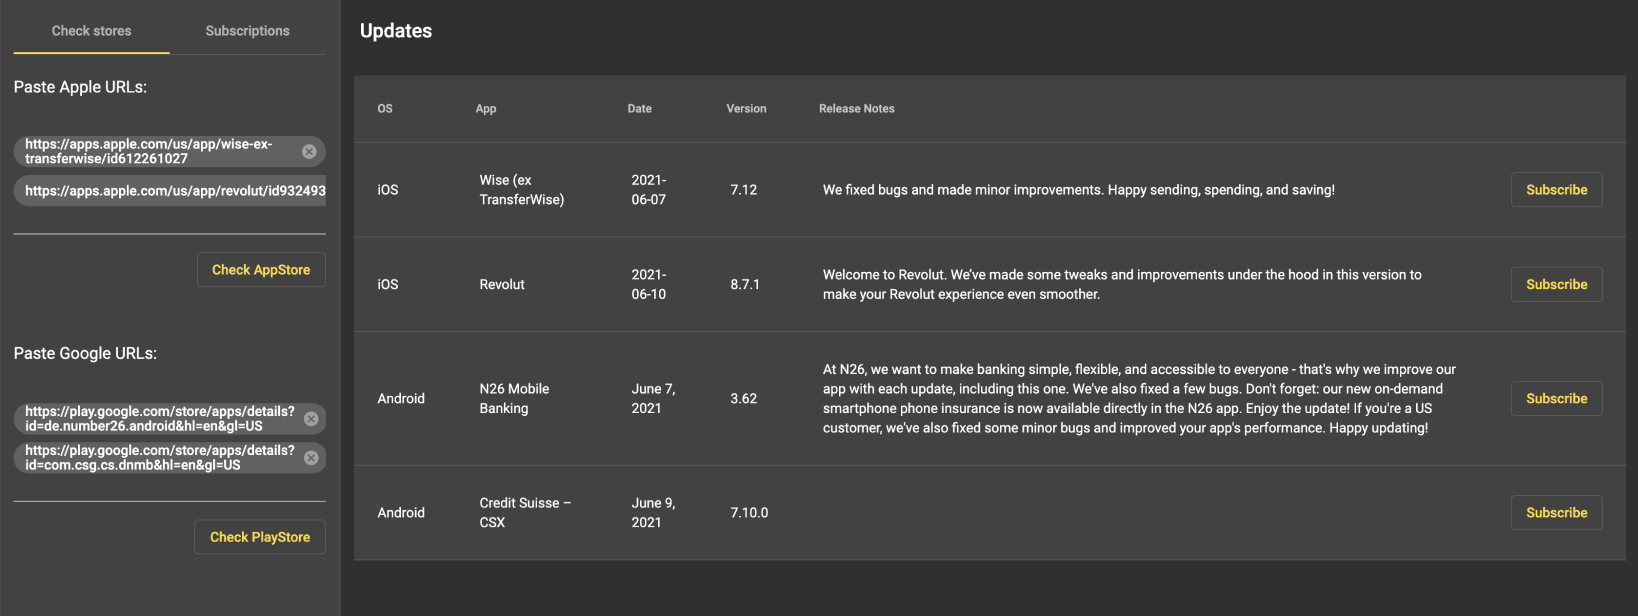 Check stores
Subscriptions
Paste Apple URLs:
https://apps.apple.com/us/app/wise-ex-
transferwise/id612261027
https://apps.apple.com/us/app/revolut/id932493
Check AppStore
Paste Google URLs:
https://play.google.com/store/apps/details?
id=de.number26.android&hl=en&gl=US
https://play.google.com/store/apps/details?
id=com.csg.cs.dnmb&hl=en&gl=US
Check PlayStore
Updates
OS App Date Version Release Notes
iOS
Wise (ex
TransferWise)
2021-
06-07
7.12
We fixed bugs and made minor improvements. Happy sending, spending, and saving!
Subscribe
iOS
Revolut
2021-
06-10
8.7.1
Welcome to Revolut. We've made some tweaks and improvements under the hood in this version to
make your Revolut experience even smoother.
Subscribe
Android
N26 Mobile
Banking
June 7,
2021
3.62
At N26, we want to make banking simple, flexible, and accessible to everyone - that's why we improve our
app with each update, including this one. We've also fixed a few bugs. Don't forget: our new on-demand
smartphone phone insurance is now available directly in the N26 app. Enjoy the update! If you're a US
customer, we've also fixed some minor bugs and improved your app's performance. Happy updating!
Subscribe
Android
Credit Suisse –
CSX
June 9,
2021
7.10.0
Subscribe